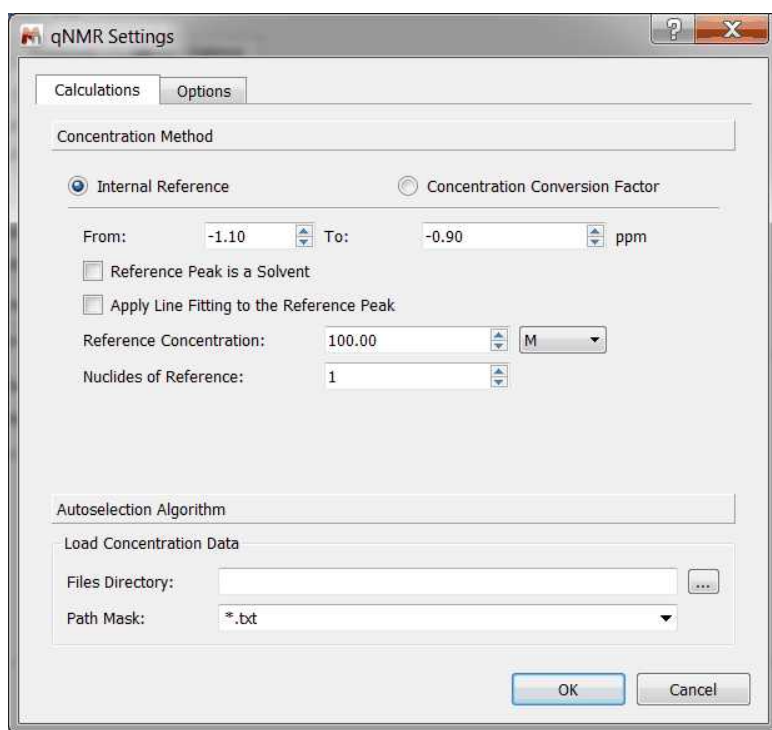 qNMR Settings
Calculations Options
Concentration Method
Internal Reference Concentration Conversion Factor
From: -1.10 To: -0.90 ppm
Reference Peak is a Solvent
Apply Line Fitting to the Reference Peak
Reference Concentration: 100.00 M
Nuclides of Reference: 1
Autoselection Algorithm
Load Concentration Data
Files Directory: ...
Path Mask: *.txt
OK Cancel